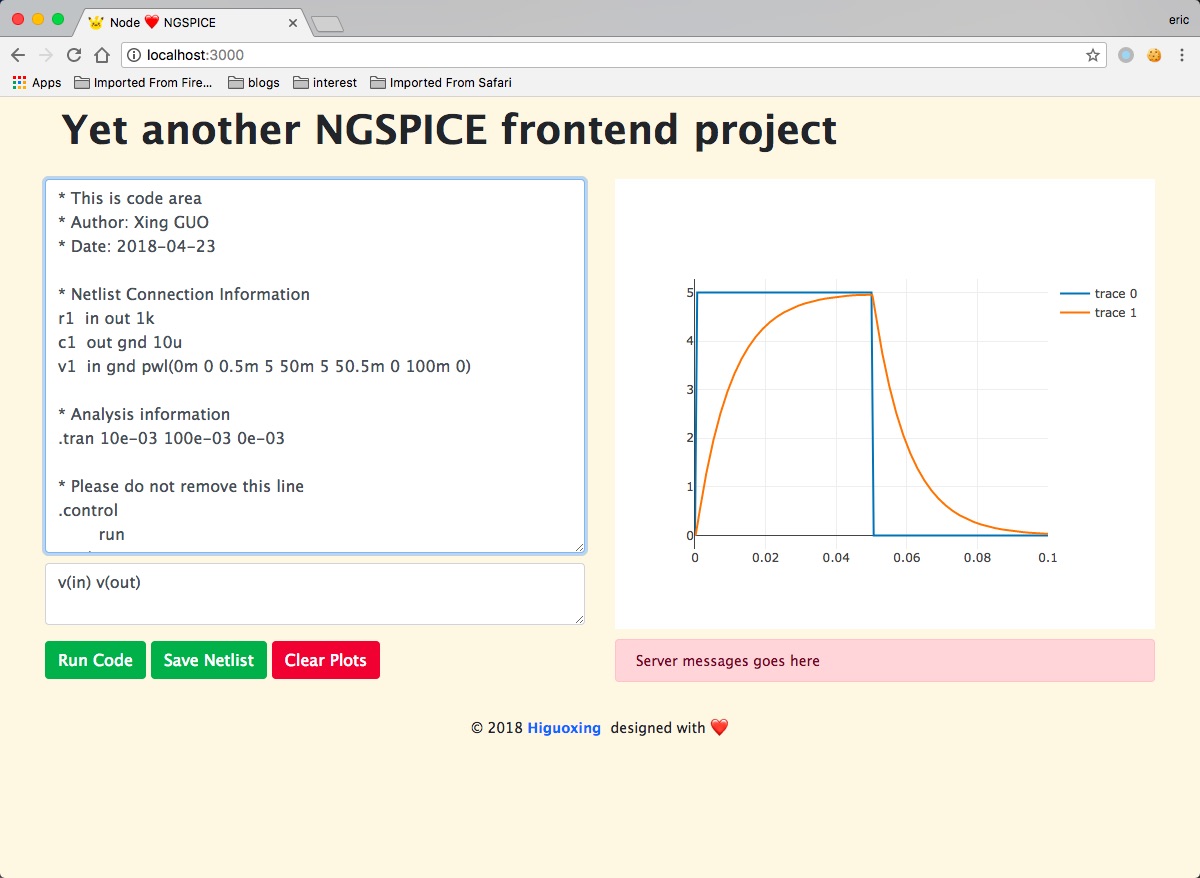 Node ❤️ NGSPICE
eric
localhost:3000
Apps Imported From Fire... blogs interest Imported From Safari
Yet another NGSPICE frontend project
* This is code area
* Author: Xing GUO
* Date: 2018-04-23
* Netlist Connection Information
r1 in out 1k
c1 out gnd 10u
v1 in gnd pwl(0m 0 0.5m 5 50m 5 50.5m 0 100m 0)
* Analysis information
.tran 10e-03 100e-03 0e-03
* Please do not remove this line
.control
run
v(in) v(out)
Run Code Save Netlist Clear Plots
5
4
3
2
1
0
0 0.02 0.04 0.06 0.08 0.1
trace 0
trace 1
Server messages goes here
© 2018 Higuoxing designed with ❤️